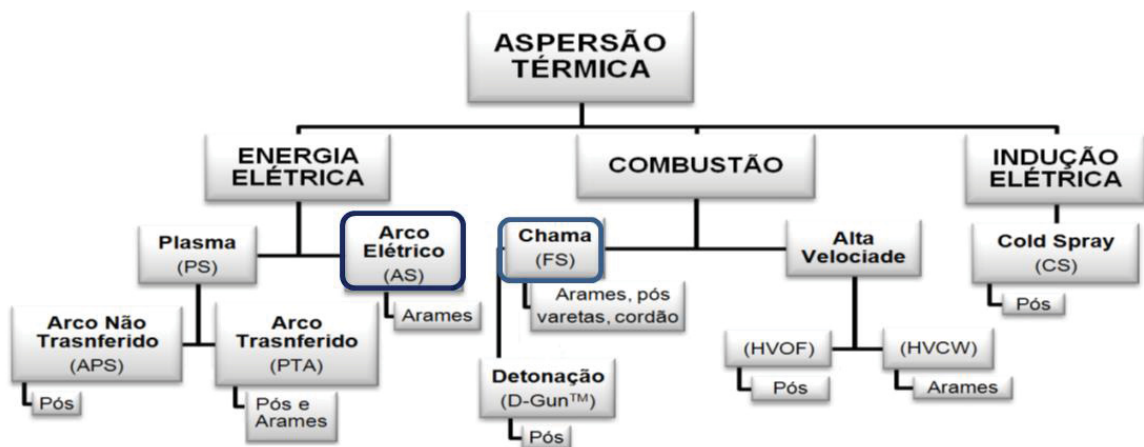 ASPERSÃO
TÉRMICA
ENERGIA
ELÉTRICA
COMBUSTÃO
INDUÇÃO
ELÉTRICA
Plasma
(PS)
Arco
Elétrico
(AS)
Chama
(FS)
Alta
Velociade
Cold Spray
(CS)
Arames
Arames, pós
varetas, cordão
Pós
Arco Não
Trasnferido
(APS)
Arco
Trasnferido
(PTA)
Detonação
(D-Gun™)
(HVOF)
(HVCW)
Pós
Pós e
Arames
Pós
Pós
Arames